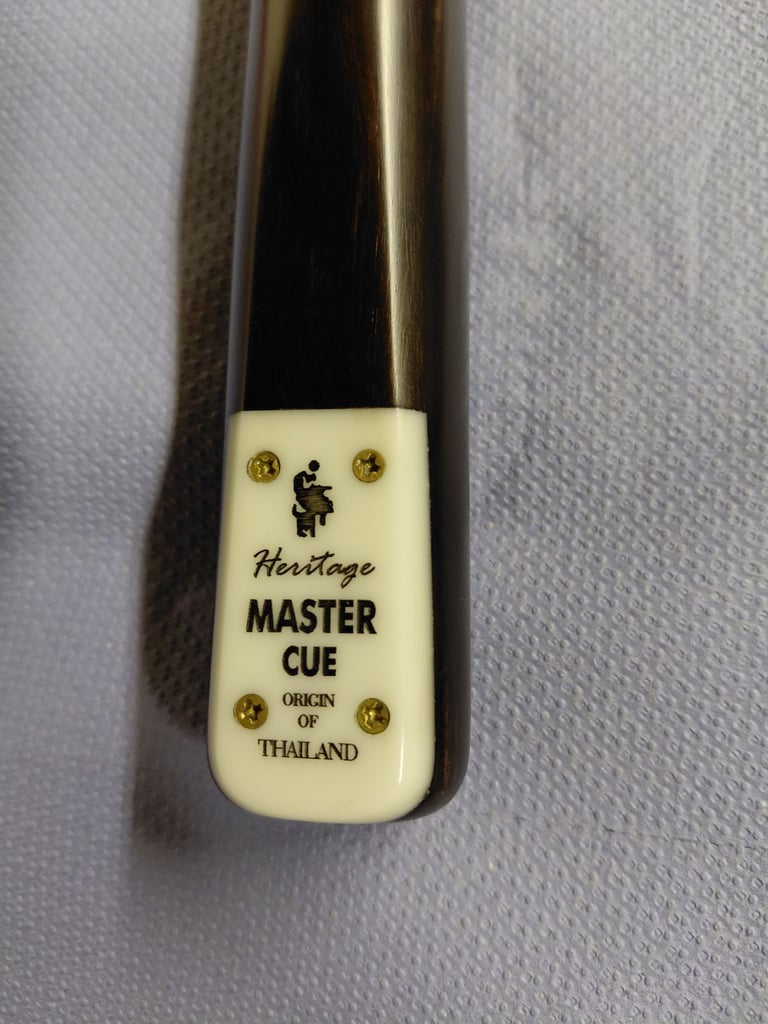 Heritage
MASTER
CUE
ORIGIN
OF
THAILAND